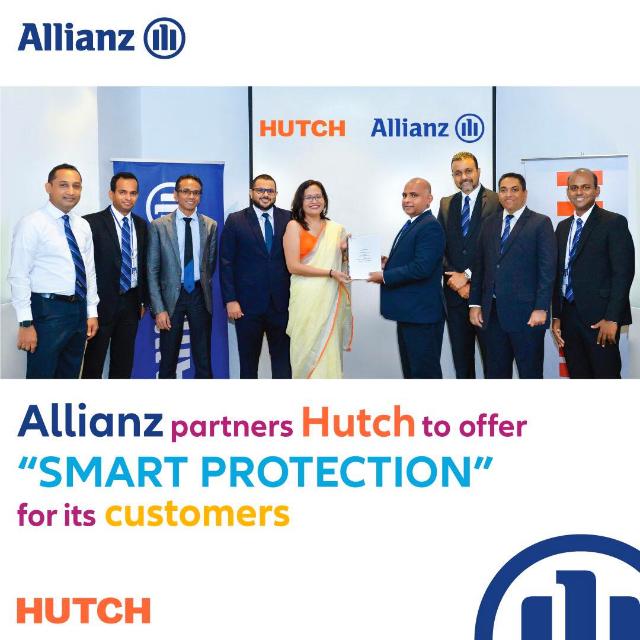 Allianz
HUTCH Allianz
Allianz partners Hutch to offer
“SMART PROTECTION”
for its customers
HUTCH